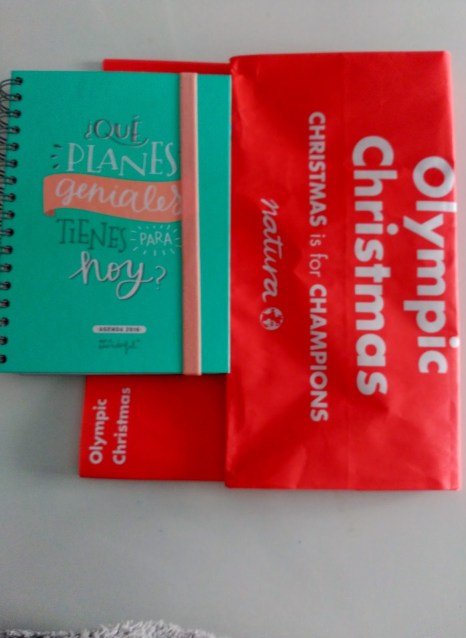 ¿QUÉ
PLANES
geniales
TIENES PARA
hoy?
AGENDA 2016
mr. wonderful
Olympic
Christmas
CHRISTMAS is for CHAMPIONS
natura
Olympic
Christmas